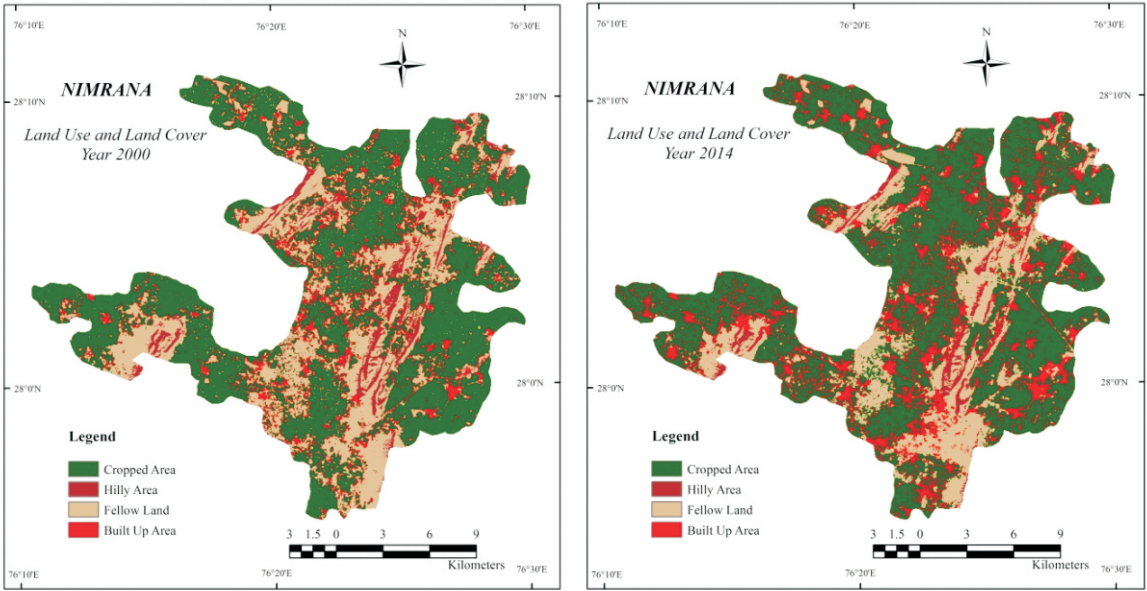 76°10'E 76°20'E 76°30'E
N
NIMRANA
28°10'N 28°10'N
Land Use and Land Cover
Year 2000
28°0'N 28°0'N
Legend
Cropped Area
Hilly Area
Fellow Land
Built Up Area
3 1.5 0 3 6 9
Kilometers
76°10'E 76°20'E 76°30'E
76°10'E 76°20'E 76°30'E
N
NIMRANA
28°10'N 28°10'N
Land Use and Land Cover
Year 2014
28°0'N 28°0'N
Legend
Cropped Area
Hilly Area
Fellow Land
Built Up Area
3 1.5 0 3 6 9
Kilometers
76°10'E 76°20'E 76°30'E